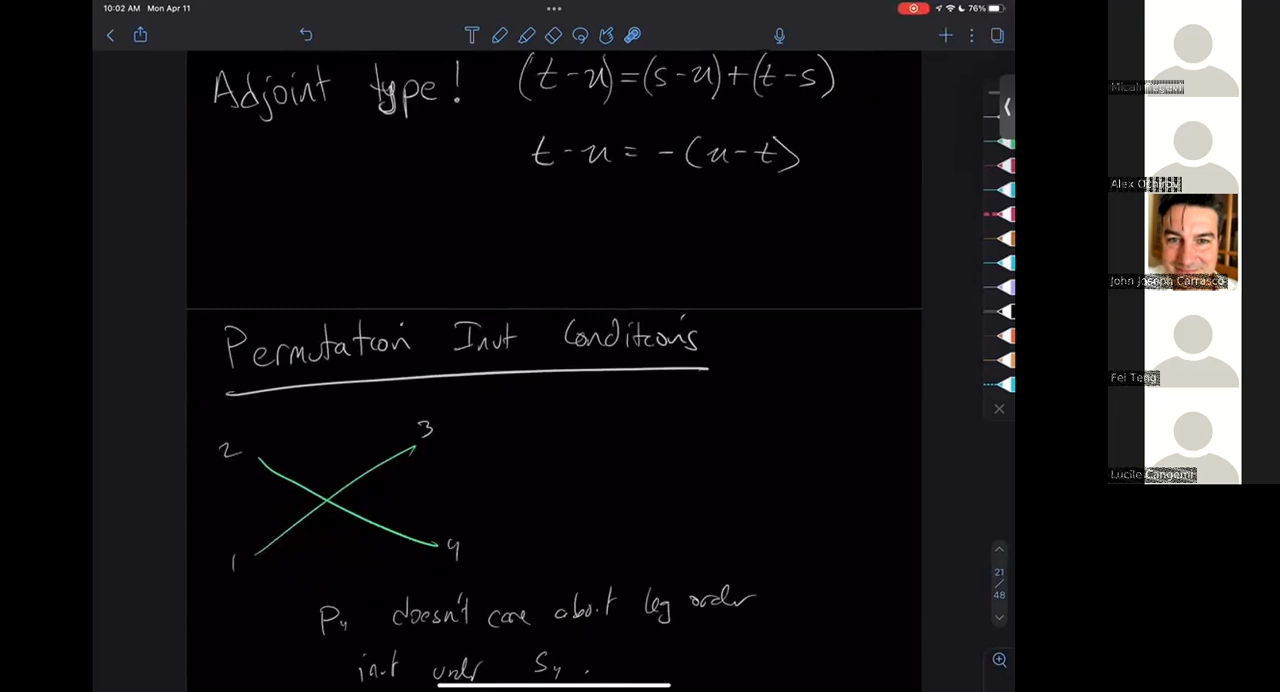 10:02 AM Mon Apr 11
76%
Adjoint type! (t-u)=(s-u)+(t-s)
t-u = -(u-t)
Permutation Invt Conditions
2 3
1 4
P₄ doesn't care about leg order
invt under S₄.
21
48
Alex
John Joseph Carrasco
Fei Teng
Lucile Cangemi